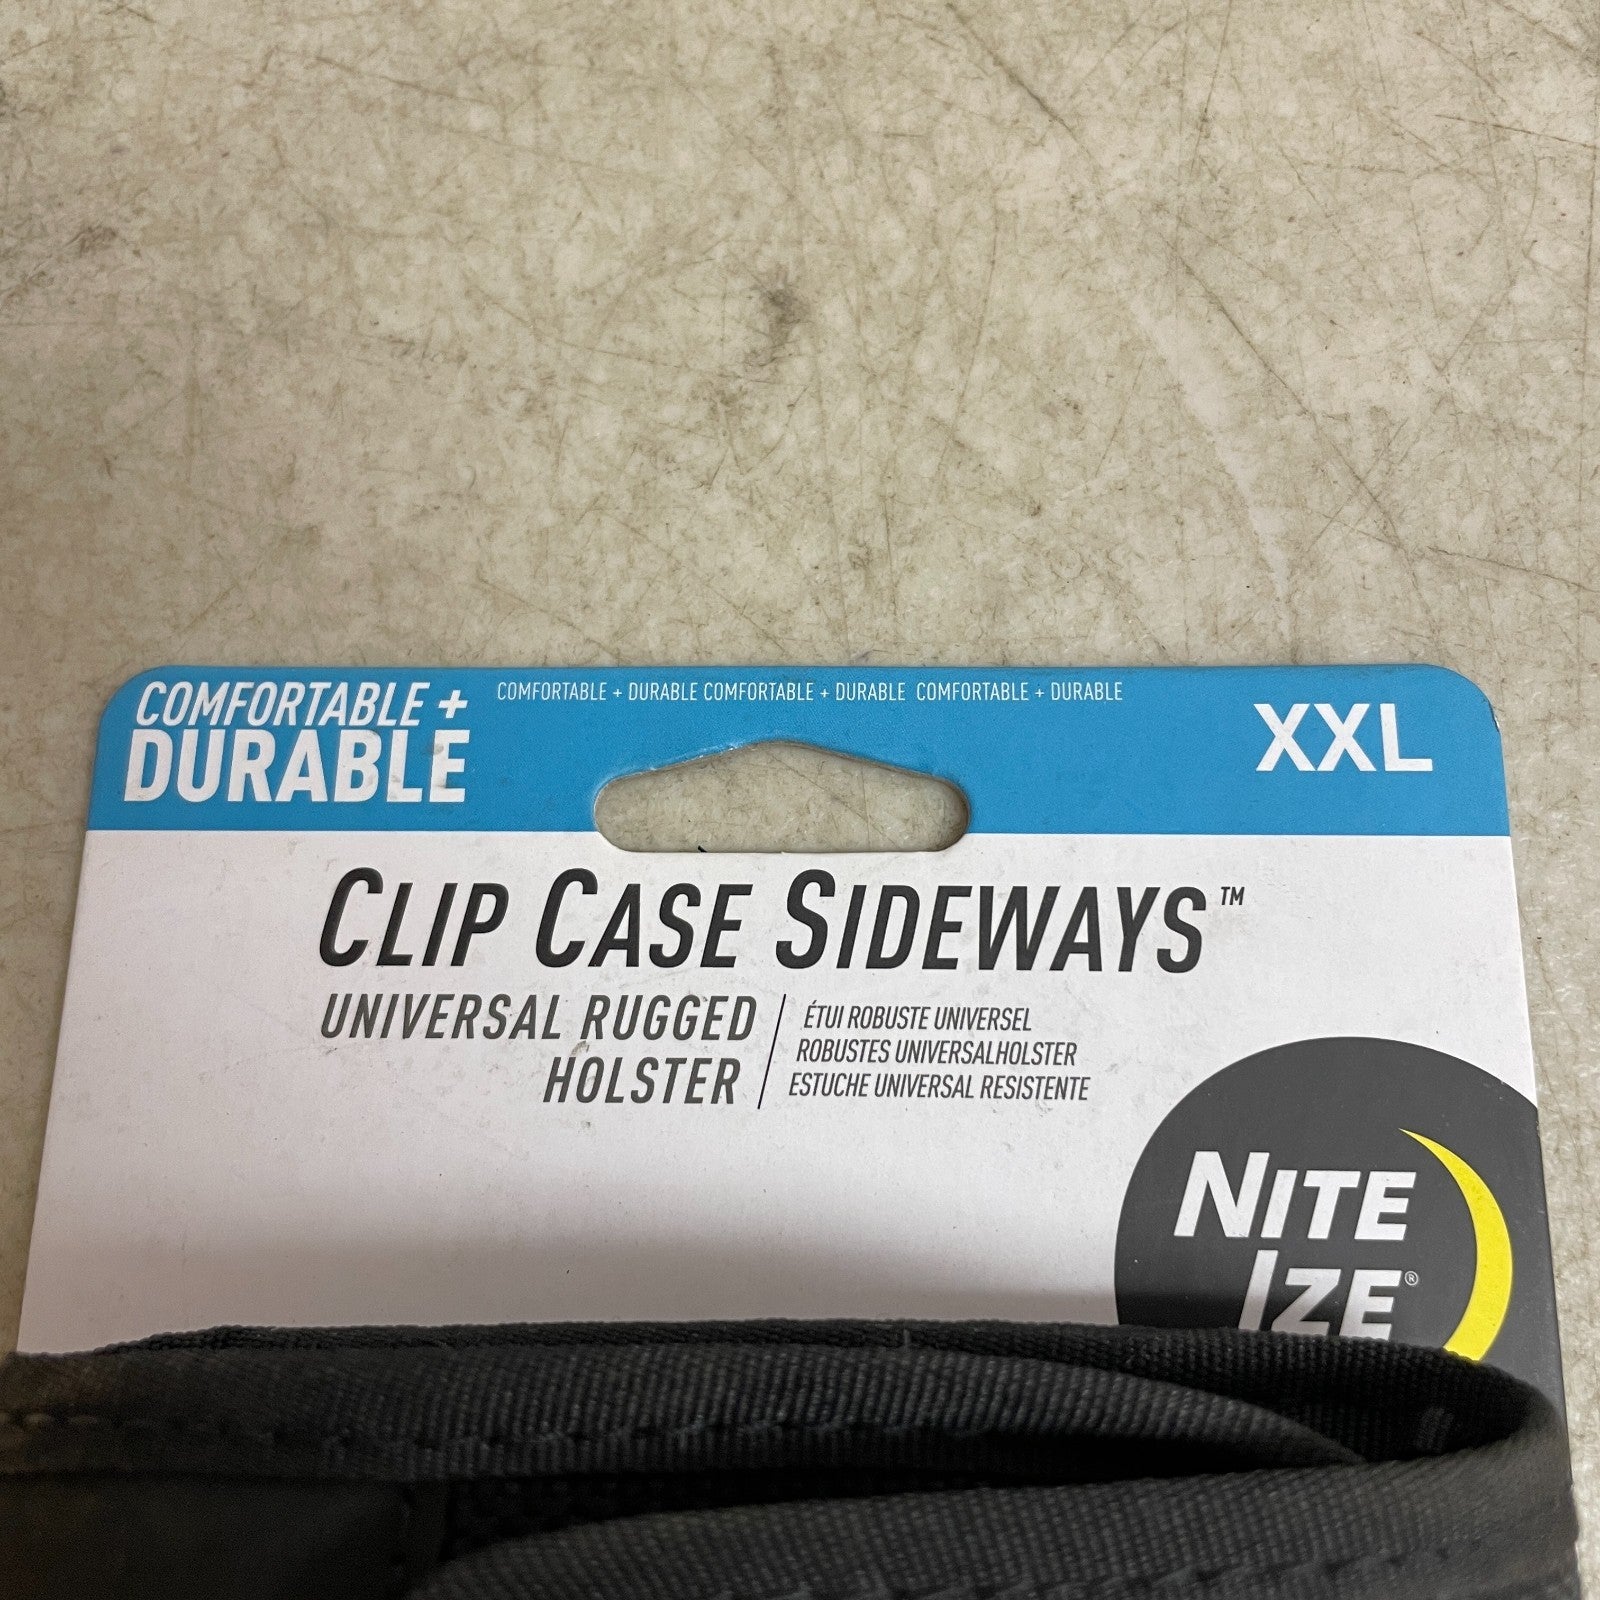 COMFORTABLE +
DURABLE
COMFORTABLE + DURABLE COMFORTABLE + DURABLE COMFORTABLE + DURABLE
XXL
CLIP CASE SIDEWAYS™
UNIVERSAL RUGGED
HOLSTER
ÉTUI ROBUSTE UNIVERSEL
ROBUSTES UNIVERSALHOLSTER
ESTUCHE UNIVERSAL RESISTENTE
NITE
IZE®